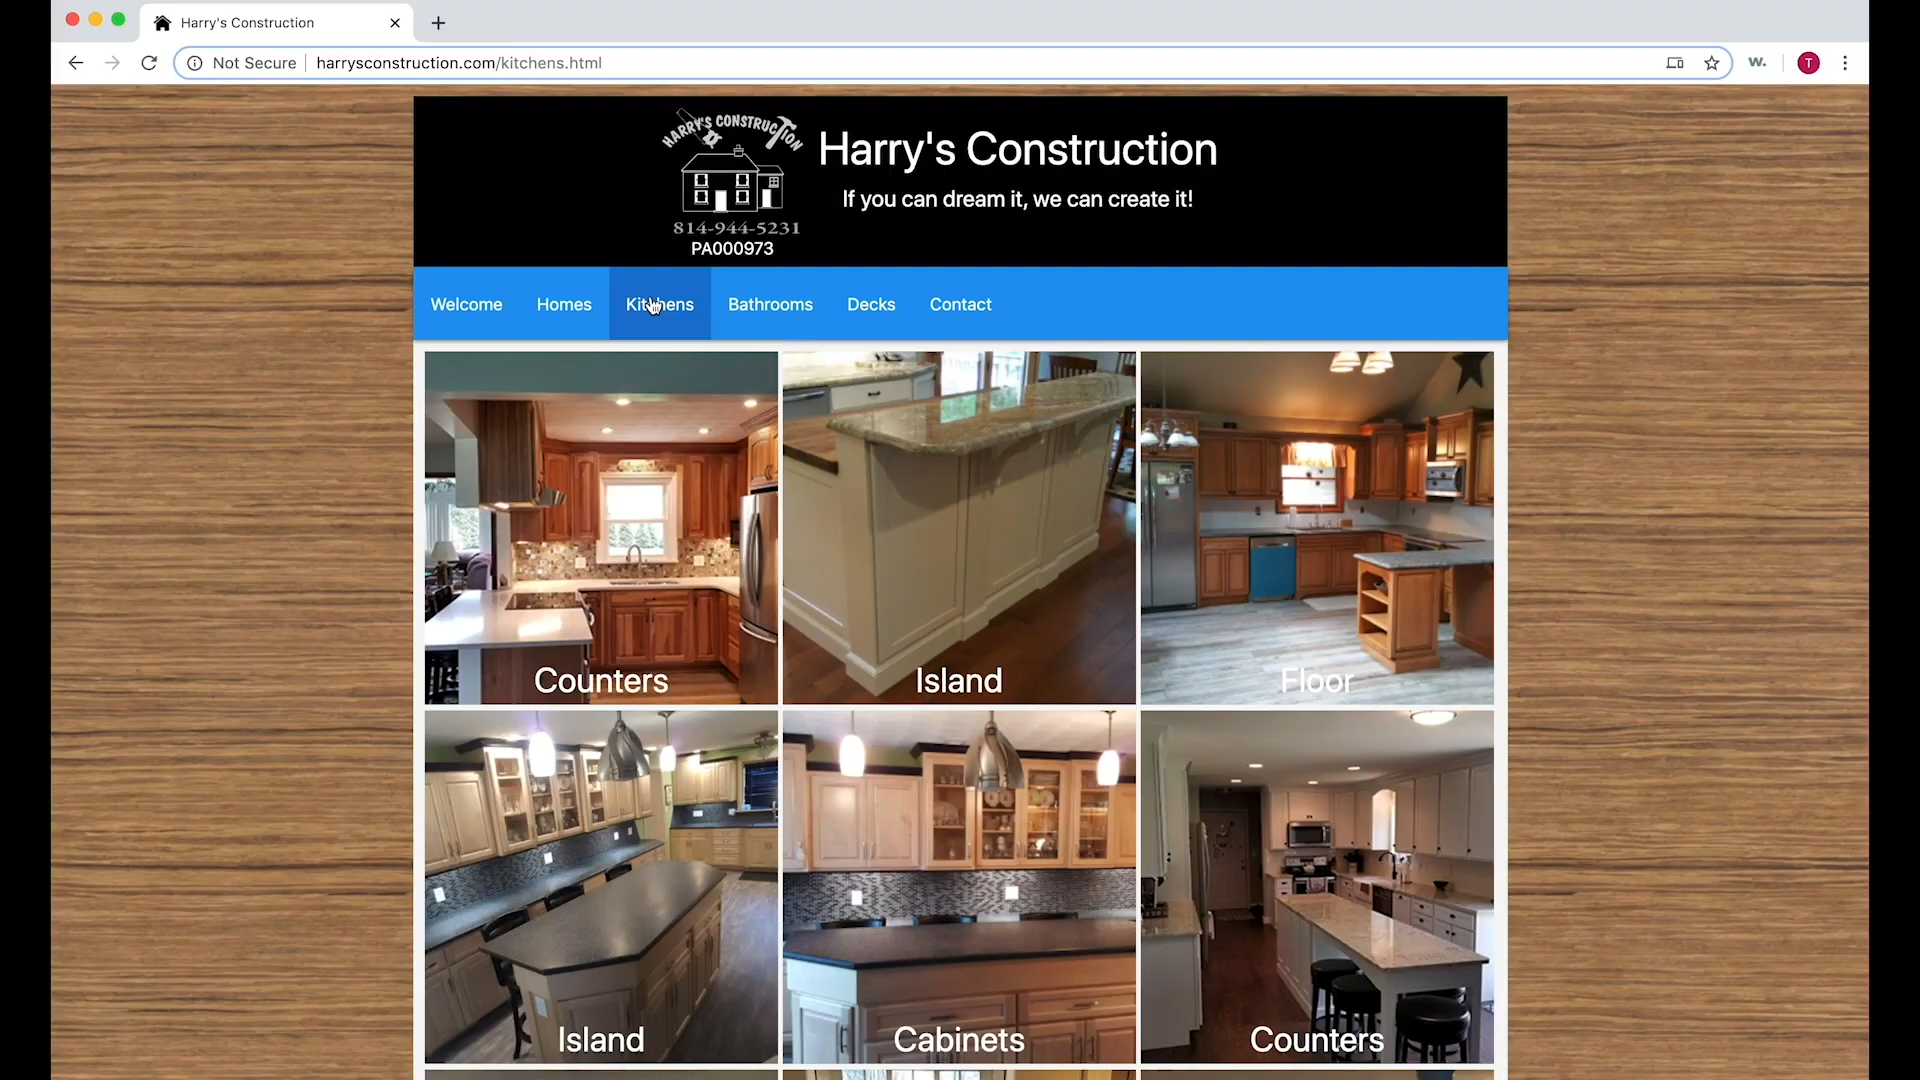 Harry's Construction
Not Secure harrysconstruction.com/kitchens.html
W.
T
HARRY'S CONSTRUCTION
814-944-5231
PA000973
Harry's Construction
If you can dream it, we can create it!
Welcome Homes Kitchens Bathrooms Decks Contact
Counters
Island
Floor
Island
Cabinets
Counters